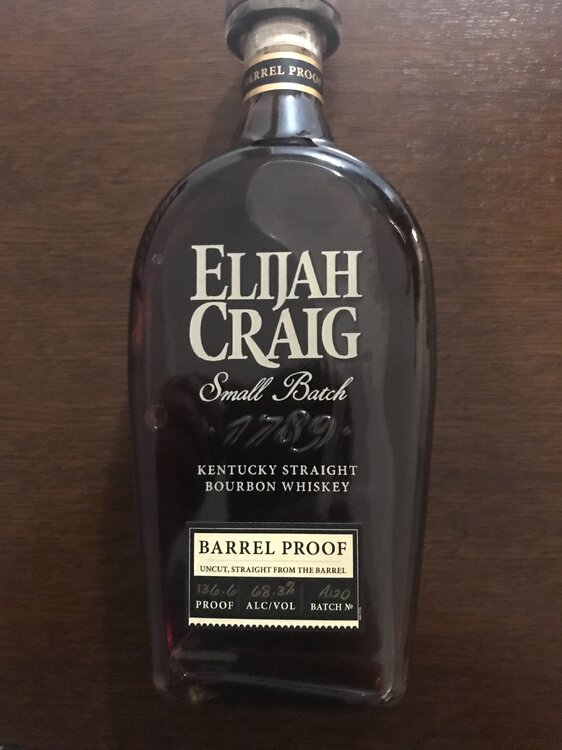 BARREL PROOF
ELIJAH
CRAIG
Small Batch
· 1789 ·
KENTUCKY STRAIGHT
BOURBON WHISKEY
BARREL PROOF
UNCUT, STRAIGHT FROM THE BARREL
136.6 68.3% A120
PROOF ALC/VOL BATCH Nº